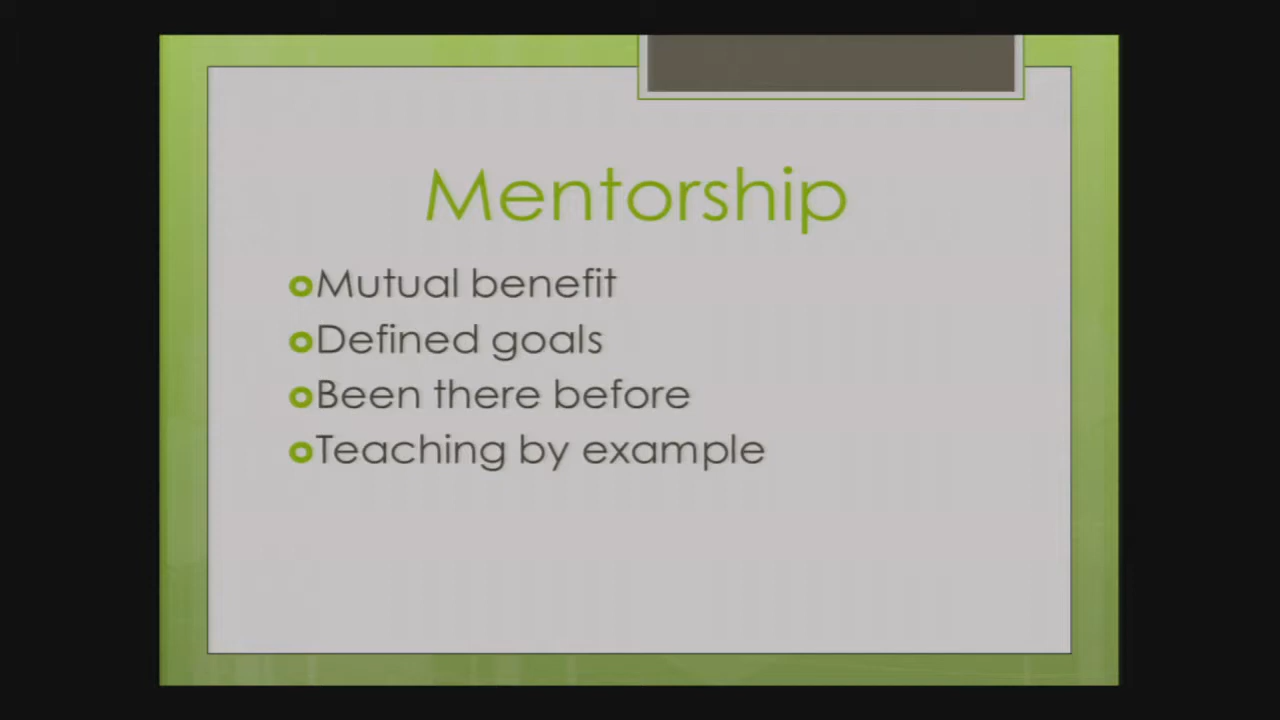 Mentorship
Mutual benefit
Defined goals
Been there before
Teaching by example